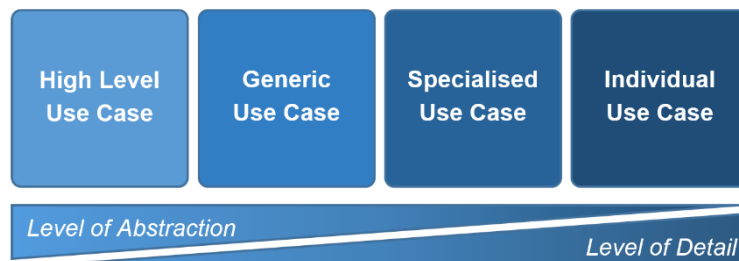 High Level
Use Case
Generic
Use Case
Specialised
Use Case
Individual
Use Case
Level of Abstraction
Level of Detail